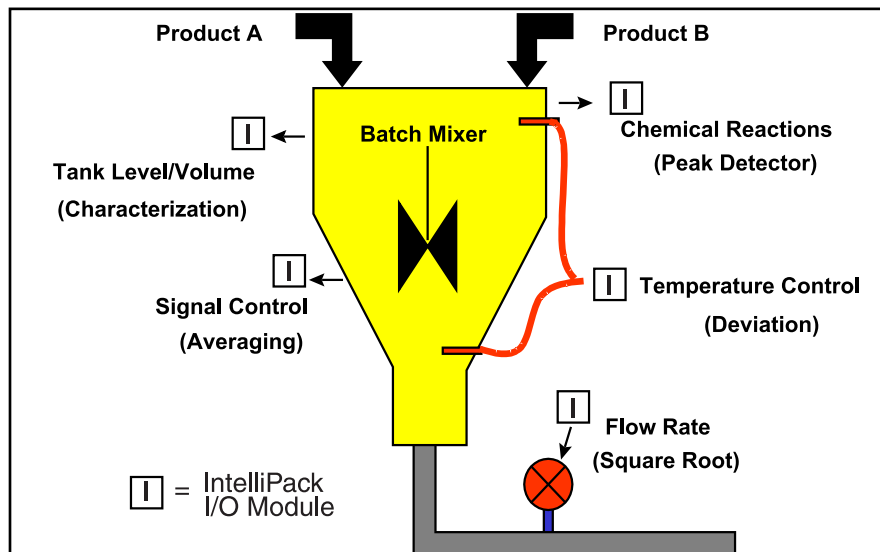 Product A
Product B
I
Chemical Reactions
(Peak Detector)
Batch Mixer
I
Tank Level/Volume
(Characterization)
I
Signal Control
(Averaging)
I
Temperature Control
(Deviation)
I
Flow Rate
(Square Root)
I = IntelliPack
I/O Module